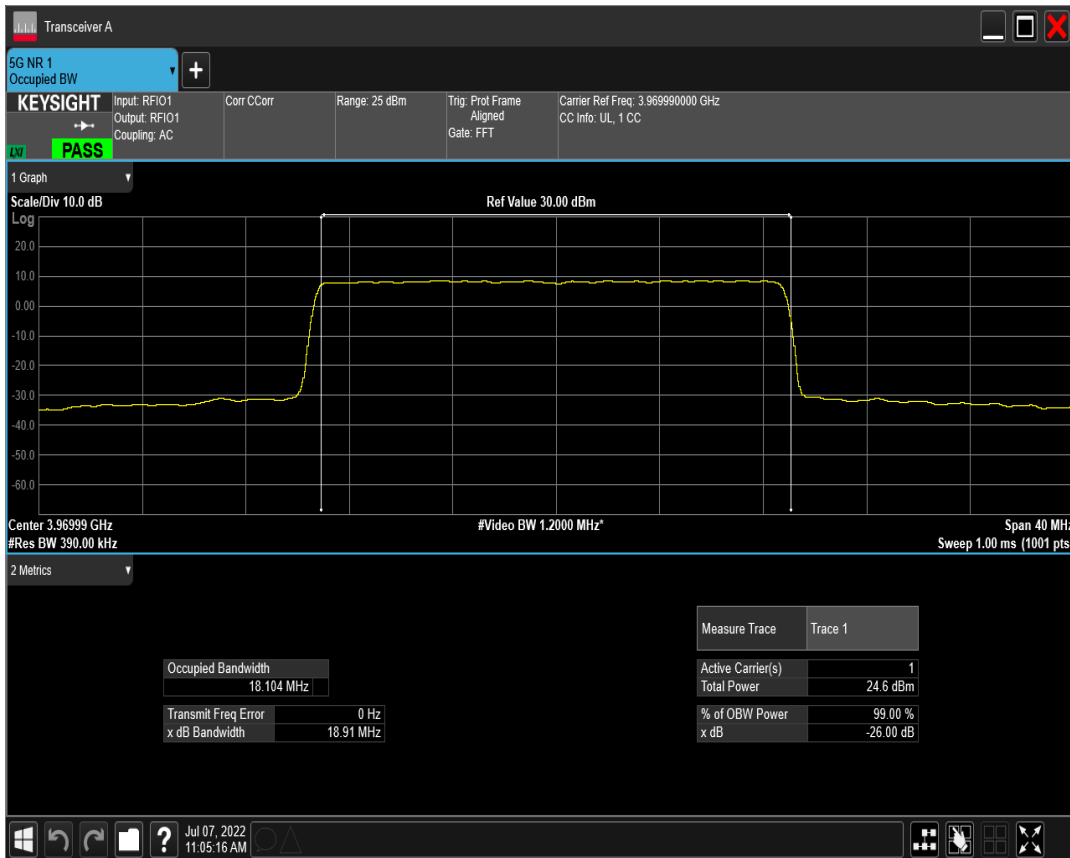 Transceiver A
5G NR 1
Occupied BW
KEYSIGHT
LXI
PASS
Input: RFIO1
Output: RFIO1
Coupling: AC
Corr CCorr
Range: 25 dBm
Trig: Prot Frame
Aligned
Gate: FFT
Carrier Ref Freq: 3.969990000 GHz
CC Info: UL, 1 CC
1 Graph
Scale/Div 10.0 dB
Ref Value 30.00 dBm
Log
20.0
10.0
0.00
-10.0
-20.0
-30.0
-40.0
-50.0
-60.0
Center 3.96999 GHz
#Video BW 1.2000 MHz*
Span 40 MHz
#Res BW 390.00 kHz
Sweep 1.00 ms (1001 pts
2 Metrics
Measure Trace Trace 1
Occupied Bandwidth
18.104 MHz
Active Carrier(s) 1
Total Power 24.6 dBm
Transmit Freq Error 0 Hz
x dB Bandwidth 18.91 MHz
% of OBW Power 99.00 %
x dB -26.00 dB
?
Jul 07, 2022
11:05:16 AM